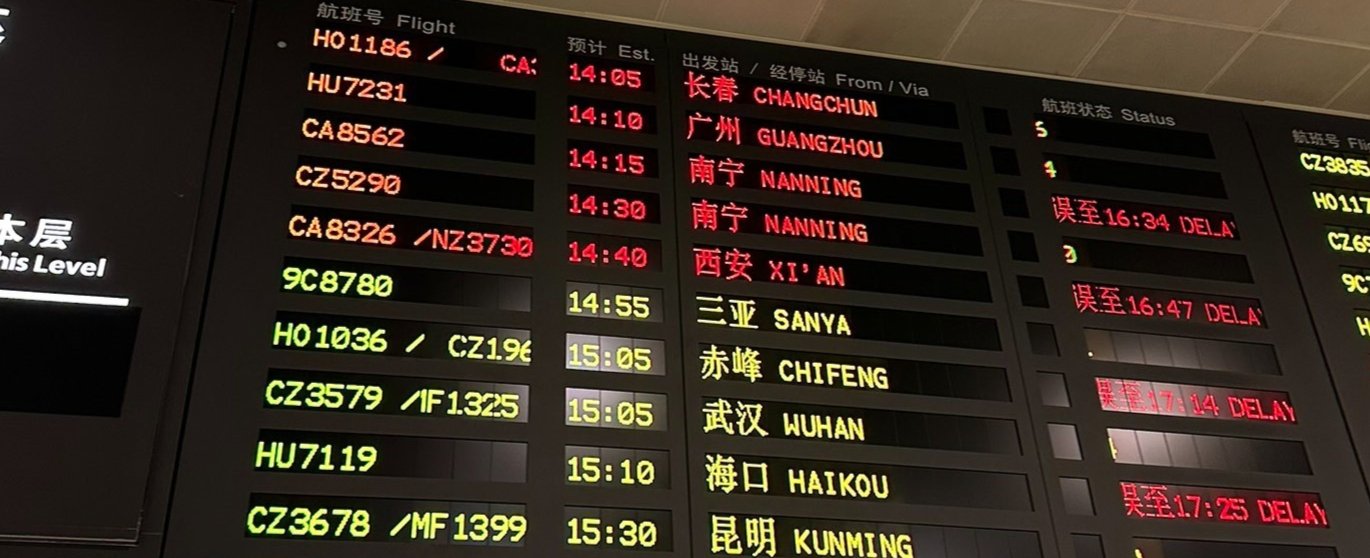 航班号 Flight 预计 Est. 出发站 / 经停站 From / Via 航班状态 Status 航班号
HO1186 / 14:05 长春 CHANGCHUN 5
HU7231 14:10 广州 GUANGZHOU 4
CA8562 14:15 南宁 NANNING 误至16:34
CZ5290 14:30 南宁 NANNING
CA8326 /NZ3730 14:40 西安 XI'AN 误至16:47
9C8780 14:55 三亚 SANYA
HO1036 / CZ196 15:05 赤峰 CHIFENG 误至17:14 DELAY
CZ3579 /MF1325 15:05 武汉 WUHAN
HU7119 15:10 海口 HAIKOU 误至17:25 DELAY
CZ3678 /MF1399 15:30 昆明 KUNMING
CZ3835
本层
This Level